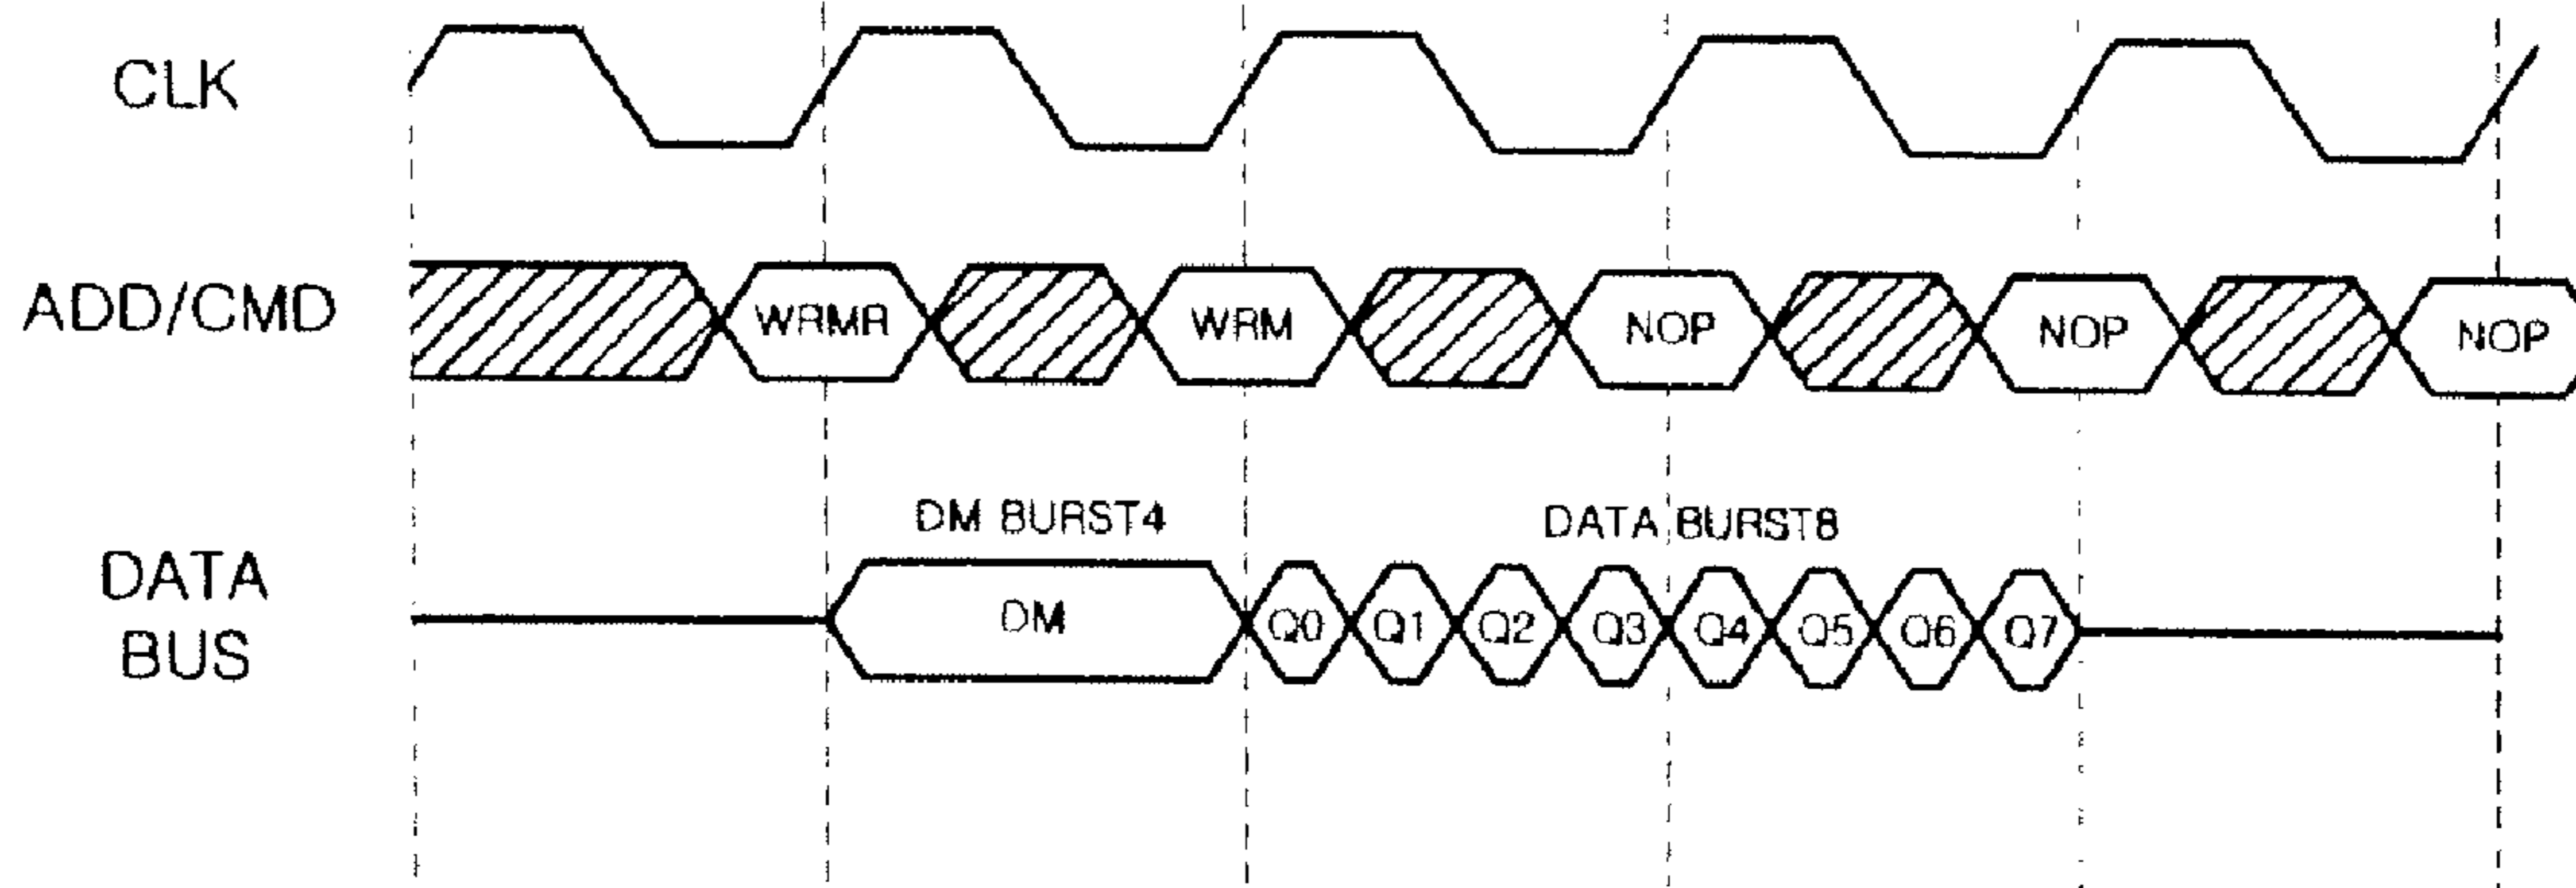 CLK
ADD/CMD
WRMR
WRM
NOP
NOP
NOP
DM BURST4
DATA BURST8
DATA
BUS
DM
Q0
Q1
Q2
Q3
Q4
Q5
Q6
Q7